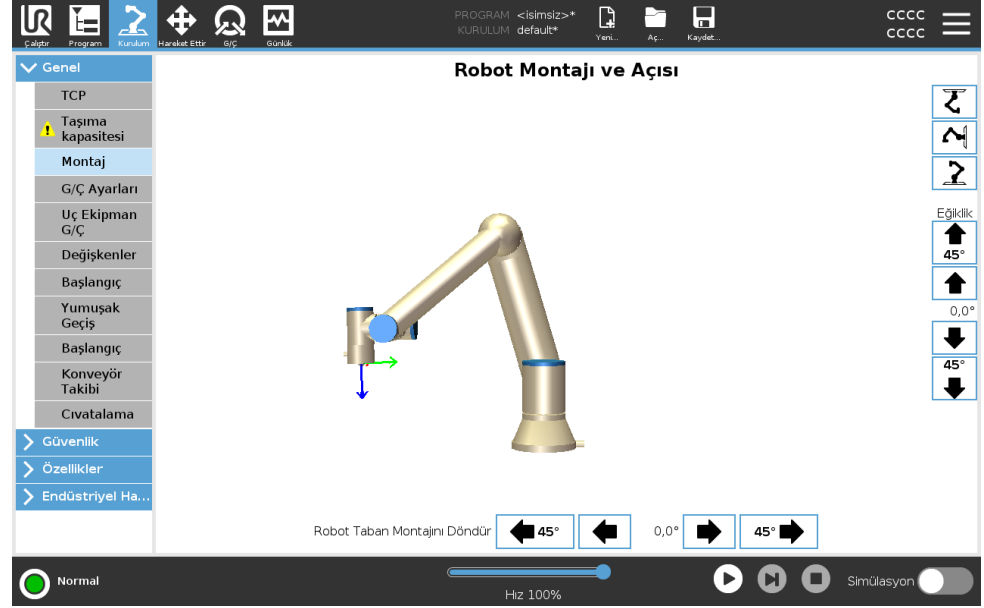 UR
Çalıştır
Program
Kurulum
Hareket Ettir
G/Ç
Günlük
PROGRAM <isimsiz>*
KURULUM default*
Yeni...
Aç...
Kaydet...
CCCC
CCCC
Genel
TCP
Taşıma
kapasitesi
Montaj
G/Ç Ayarları
Uç Ekipman
G/Ç
Değişkenler
Başlangıç
Yumuşak
Geçiş
Başlangıç
Konveyör
Takibi
Cıvatalama
Güvenlik
Özellikler
Endüstriyel Ha...
Robot Montajı ve Açısı
Eğiklik
45°
0,0°
45°
Robot Taban Montajını Döndür
45°
0,0°
45°
Normal
Hız 100%
Simülasyon